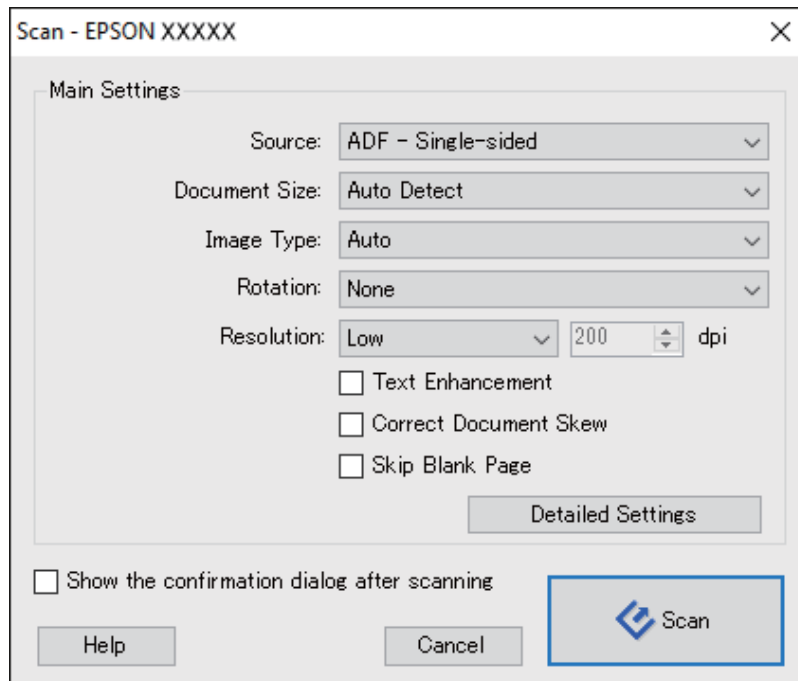 Scan - EPSON XXXXX
Main Settings
Source: ADF - Single-sided
Document Size: Auto Detect
Image Type: Auto
Rotation: None
Resolution: Low 200 dpi
Text Enhancement
Correct Document Skew
Skip Blank Page
Detailed Settings
Show the confirmation dialog after scanning
Help Cancel Scan